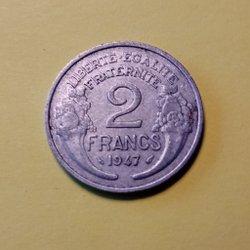 LIBERTE·EGALITE
FRATERNITE
2
FRANCS
1947